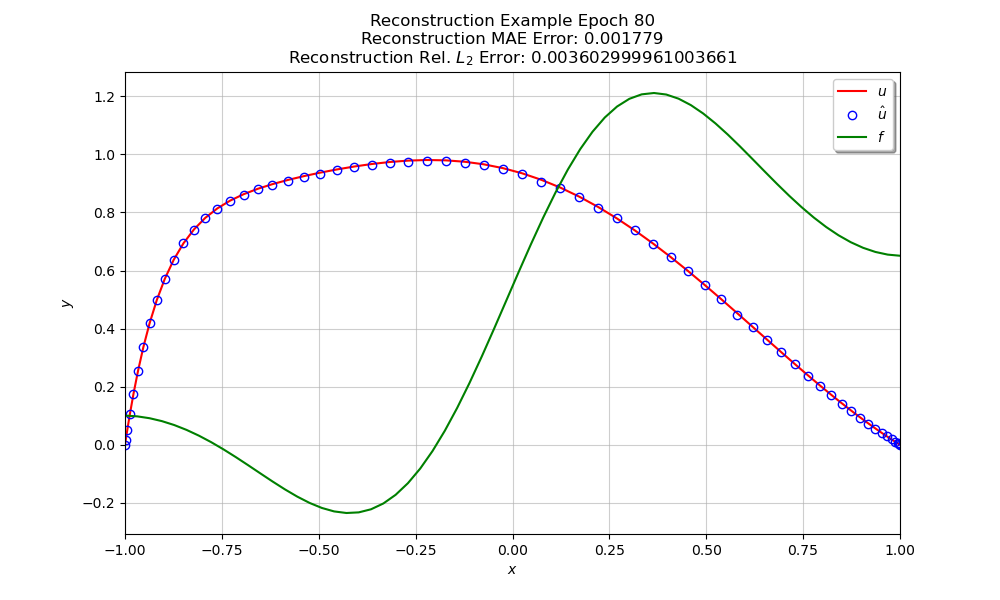 Reconstruction Example Epoch 80
Reconstruction MAE Error: 0.001779
Reconstruction Rel. L₂ Error: 0.003602999961003661
u
û
f
1.2
1.0
0.8
0.6
0.4
0.2
0.0
−0.2
y
−1.00 −0.75 −0.50 −0.25 0.00 0.25 0.50 0.75 1.00
x